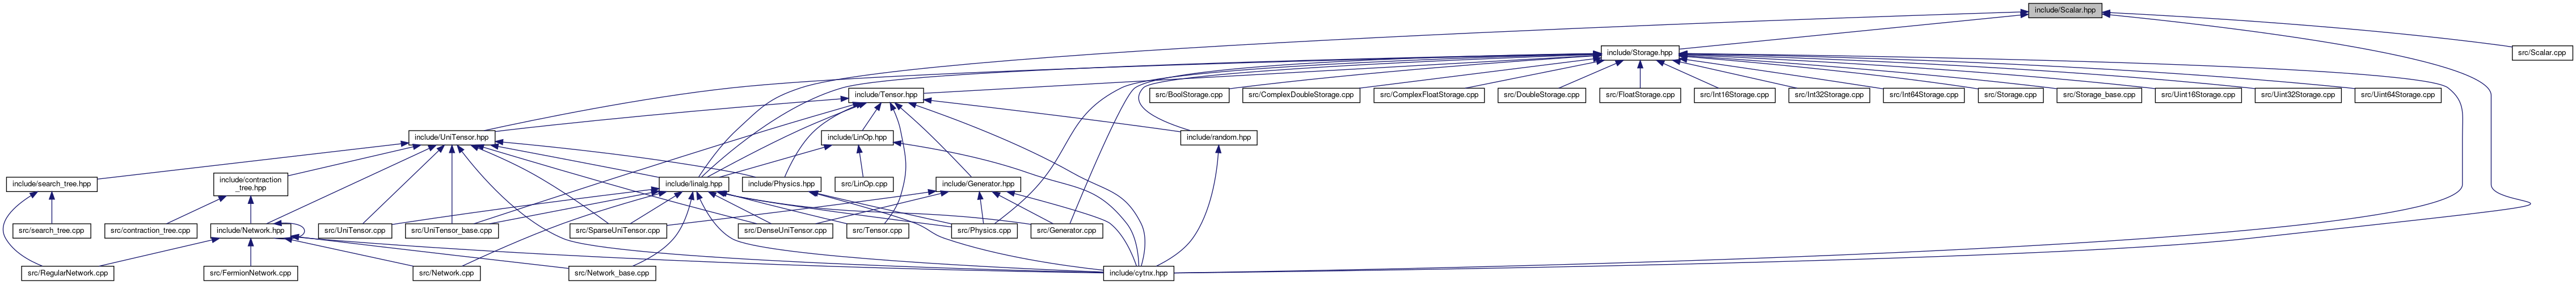 include/Scalar.hpp
include/Storage.hpp
src/Scalar.cpp
include/Tensor.hpp
src/BoolStorage.cpp
src/ComplexDoubleStorage.cpp
src/ComplexFloatStorage.cpp
src/DoubleStorage.cpp
src/FloatStorage.cpp
src/Int16Storage.cpp
src/Int32Storage.cpp
src/Int64Storage.cpp
src/Storage.cpp
src/Storage_base.cpp
src/Uint16Storage.cpp
src/Uint32Storage.cpp
src/Uint64Storage.cpp
include/UniTensor.hpp
include/LinOp.hpp
include/random.hpp
include/search_tree.hpp
include/contraction
_tree.hpp
include/linalg.hpp
include/Physics.hpp
src/LinOp.cpp
include/Generator.hpp
src/search_tree.cpp
src/contraction_tree.cpp
include/Network.hpp
src/UniTensor.cpp
src/UniTensor_base.cpp
src/SparseUniTensor.cpp
src/DenseUniTensor.cpp
src/Tensor.cpp
src/Physics.cpp
src/Generator.cpp
src/RegularNetwork.cpp
src/FermionNetwork.cpp
src/Network.cpp
src/Network_base.cpp
include/cytnx.hpp